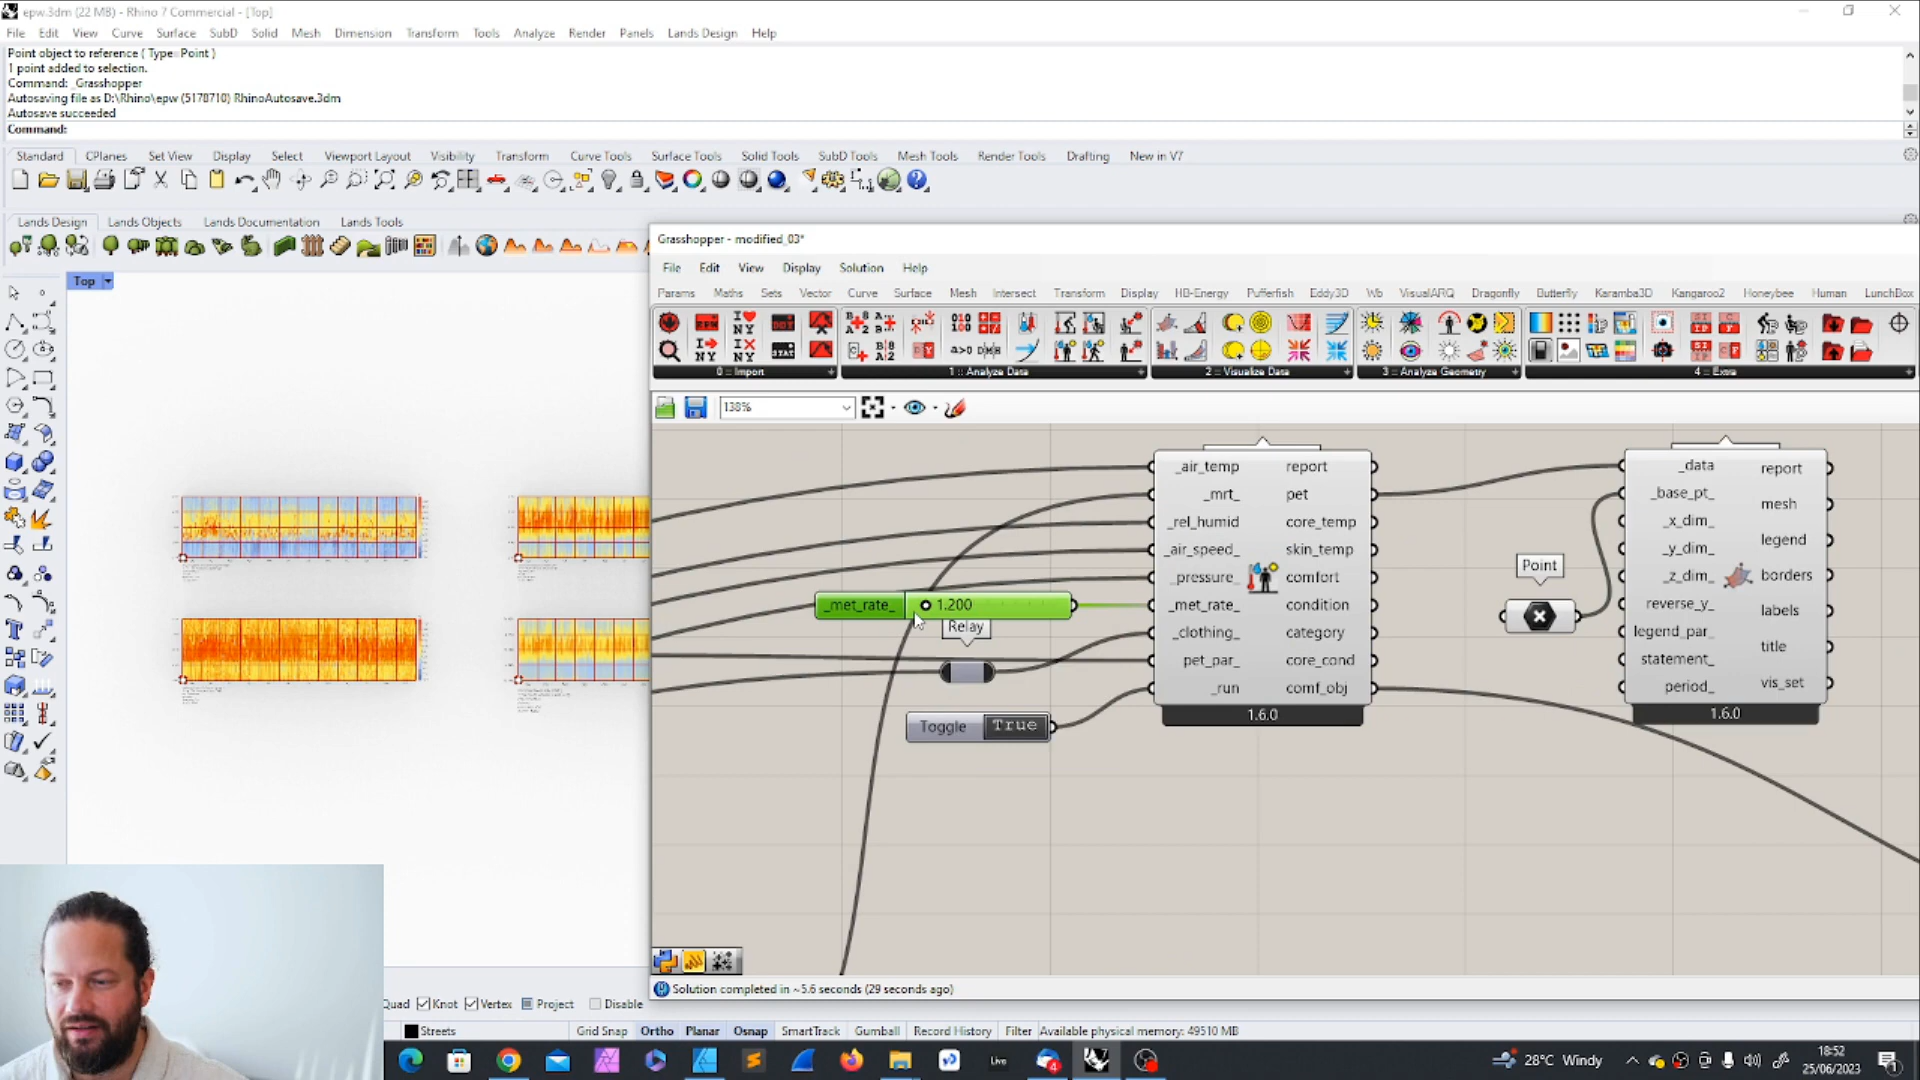 epw.3dm (22 MB) - Rhino 7 Commercial - [Top]
File Edit View Curve Surface SubD Solid Mesh Dimension Transform Tools Analyze Render Panels Lands Design Help
Point object to reference ( Type=Point )
1 point added to selection.
Command: _Grasshopper
Autosaving file as D:\Rhino\epw (5178710) RhinoAutosave.3dm
Autosave succeeded
Command:
Standard CPlanes Set View Display Select Viewport Layout Visibility Transform Curve Tools Surface Tools Solid Tools SubD Tools Mesh Tools Render Tools Drafting New in V7
Lands Design Lands Objects Lands Documentation Lands Tools
Top
Grasshopper - modified_03*
File Edit View Display Solution Help
Params Maths Sets Vector Curve Surface Mesh Intersect Transform Display HB-Energy Pufferfish Eddy3D Wb VisualARQ Dragonfly Butterfly Karamba3D Kangaroo2 Honeybee Human LunchBox
0 :: Import 1 :: Analyze Data 2 :: Visualize Data 3 :: Analyze Geometry 4 :: Extra
138%
_air_temp report
_mrt_ pet
_rel_humid core_temp
_air_speed_ skin_temp
_pressure_ comfort
_met_rate_ condition
_clothing_ category
pet_par_ core_cond
_run comf_obj
1.6.0
_met_rate_ 1.200
Relay
Toggle True
Point
_data report
_base_pt_ mesh
_x_dim_ legend
_y_dim_ borders
_z_dim_ labels
reverse_y_ title
legend_par_ vis_set
statement_
period_
1.6.0
Solution completed in ~5.6 seconds (29 seconds ago)
Quad Knot Vertex Project Disable
Streets Grid Snap Ortho Planar Osnap SmartTrack Gumball Record History Filter Available physical memory: 49510 MB
Live
4
28°C Windy
18:52
25/06/2023
1